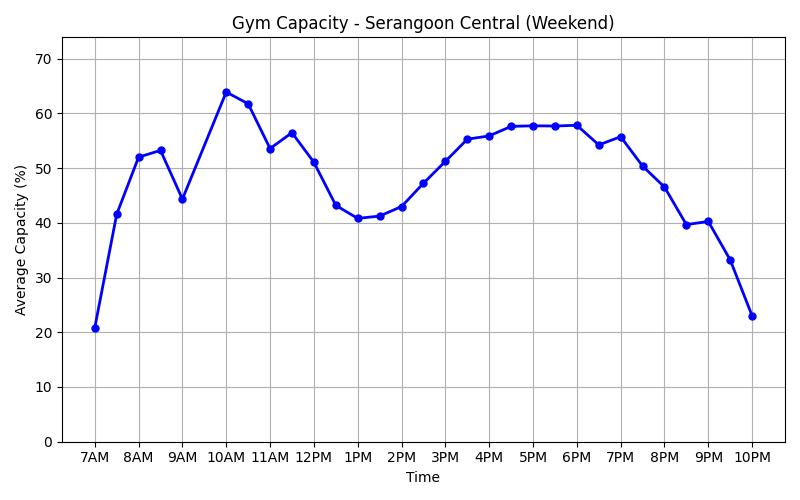 Gym Capacity - Serangoon Central (Weekend)
Average Capacity (%)
70
60
50
40
30
20
10
0
7AM 8AM 9AM 10AM 11AM 12PM 1PM 2PM 3PM 4PM 5PM 6PM 7PM 8PM 9PM 10PM
Time